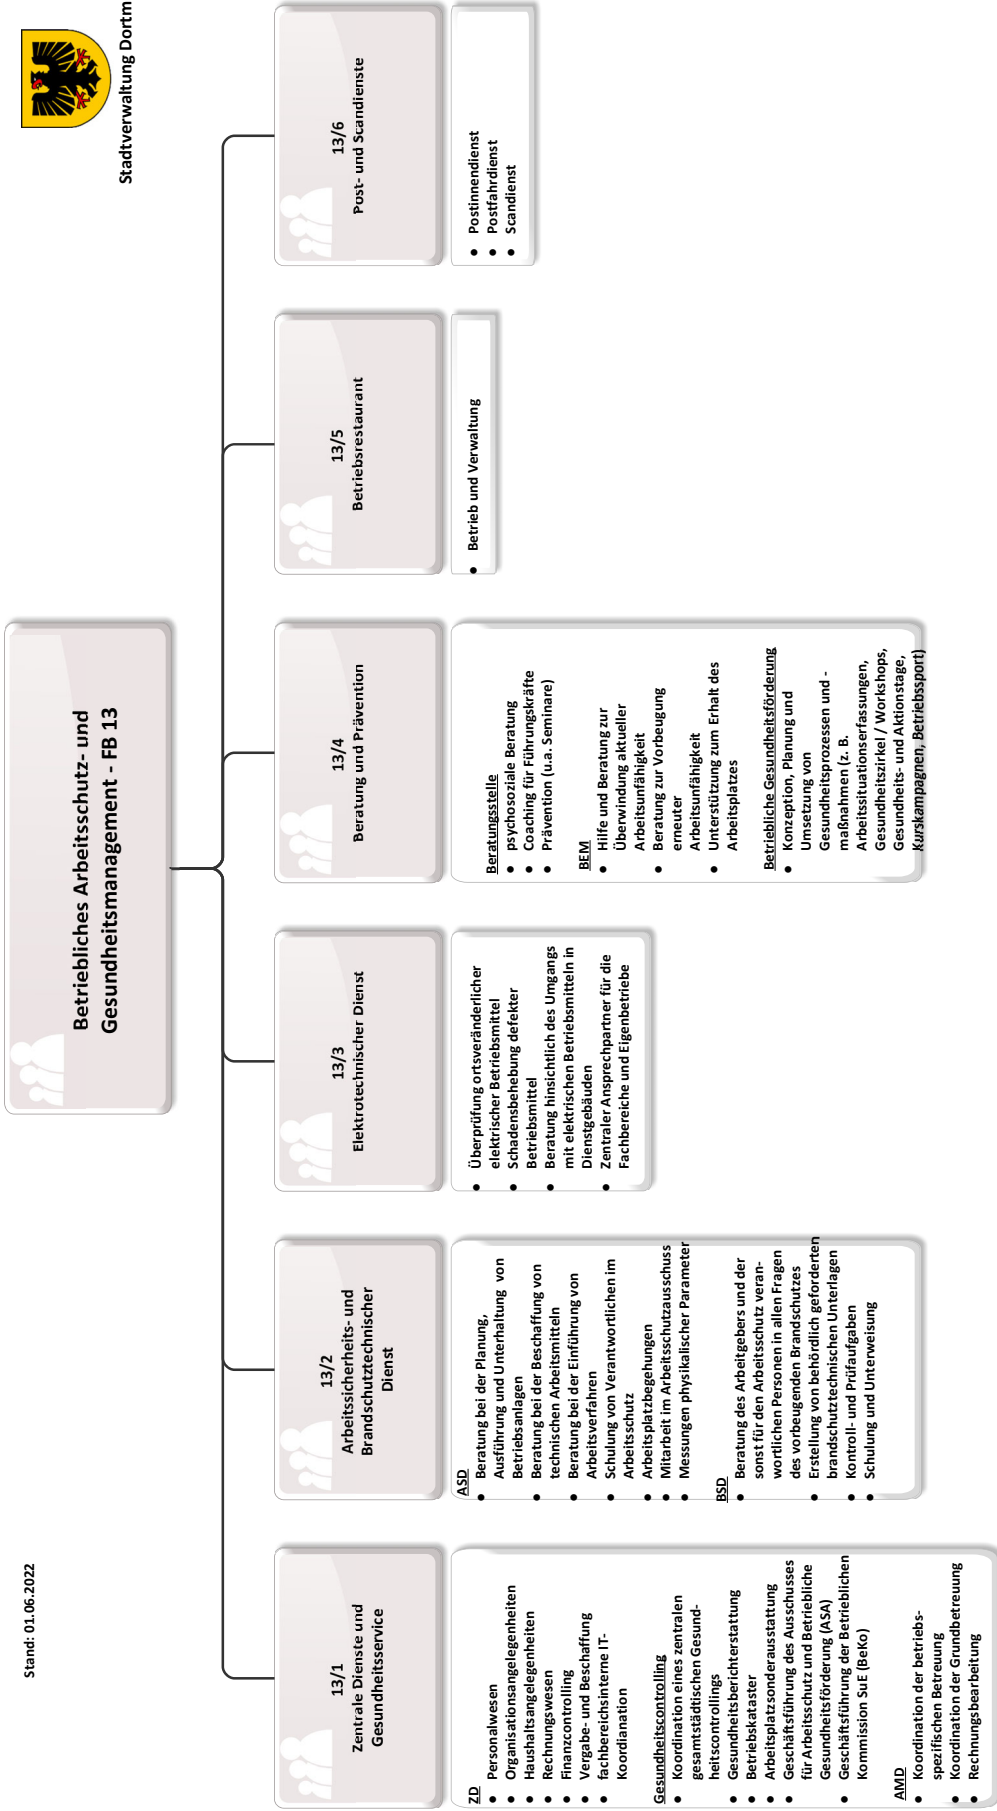 Stand: 01.06.2022
Stadtverwaltung Dortm
Betriebliches Arbeitsschutz- und
Gesundheitsmanagement - FB 13
13/1
Zentrale Dienste und
Gesundheitsservice
ZD
• Personalwesen
• Organisationsangelegenheiten
• Haushaltsangelegenheiten
• Rechnungswesen
• Finanzcontrolling
• Vergabe- und Beschaffung
• fachbereichsinterne IT-
Koordianation
Gesundheitscontrolling
• Koordination eines zentralen
gesamtstädtischen Gesund-
heitscontrollings
• Gesundheitsberichterstattung
• Betriebskataster
• Arbeitsplatzsonderausstattung
• Geschäftsführung des Ausschusses
für Arbeitsschutz und Betriebliche
Gesundheitsförderung (ASA)
• Geschäftsführung der Betrieblichen
Kommission SuE (BeKo)
AMD
• Koordination der betriebs-
spezifischen Betreuung
• Koordination der Grundbetreuung
• Rechnungsbearbeitung
13/2
Arbeitssicherheits- und
Brandschutztechnischer
Dienst
ASD
• Beratung bei der Planung,
Ausführung und Unterhaltung von
Betriebsanlagen
• Beratung bei der Beschaffung von
technischen Arbeitsmitteln
• Beratung bei der Einführung von
Arbeitsverfahren
• Schulung von Verantwortlichen im
Arbeitsschutz
• Arbeitsplatzbegehungen
• Mitarbeit im Arbeitsschutzausschuss
• Messungen physikalischer Parameter
BSD
• Beratung des Arbeitgebers und der
sonst für den Arbeitsschutz veran-
wortlichen Personen in allen Fragen
des vorbeugenden Brandschutzes
• Erstellung von behördlich geforderten
brandschutztechnischen Unterlagen
• Kontroll- und Prüfaufgaben
• Schulung und Unterweisung
13/3
Elektrotechnischer Dienst
• Überprüfung ortsveränderlicher
elektrischer Betriebsmittel
• Schadensbehebung defekter
Betriebsmittel
• Beratung hinsichtlich des Umgangs
mit elektrischen Betriebsmitteln in
Dienstgebäuden
• Zentraler Ansprechpartner für die
Fachbereiche und Eigenbetriebe
13/4
Beratung und Prävention
Beratungsstelle
• psychosoziale Beratung
• Coaching für Führungskräfte
• Prävention (u.a. Seminare)
BEM
• Hilfe und Beratung zur
Überwindung aktueller
Arbeitsunfähigkeit
• Beratung zur Vorbeugung
erneuter
Arbeitsunfähigkeit
• Unterstützung zum Erhalt des
Arbeitsplatzes
Betriebliche Gesundheitsförderung
• Konzeption, Planung und
Umsetzung von
Gesundheitsprozessen und -
maßnahmen (z. B.
Arbeitssituationserfassungen,
Gesundheitszirkel / Workshops,
Gesundheits- und Aktionstage,
Kurskampagnen, Betriebssport)
13/5
Betriebsrestaurant
• Betrieb und Verwaltung
13/6
Post- und Scandienste
• Postinnendienst
• Postfahrdienst
• Scandienst